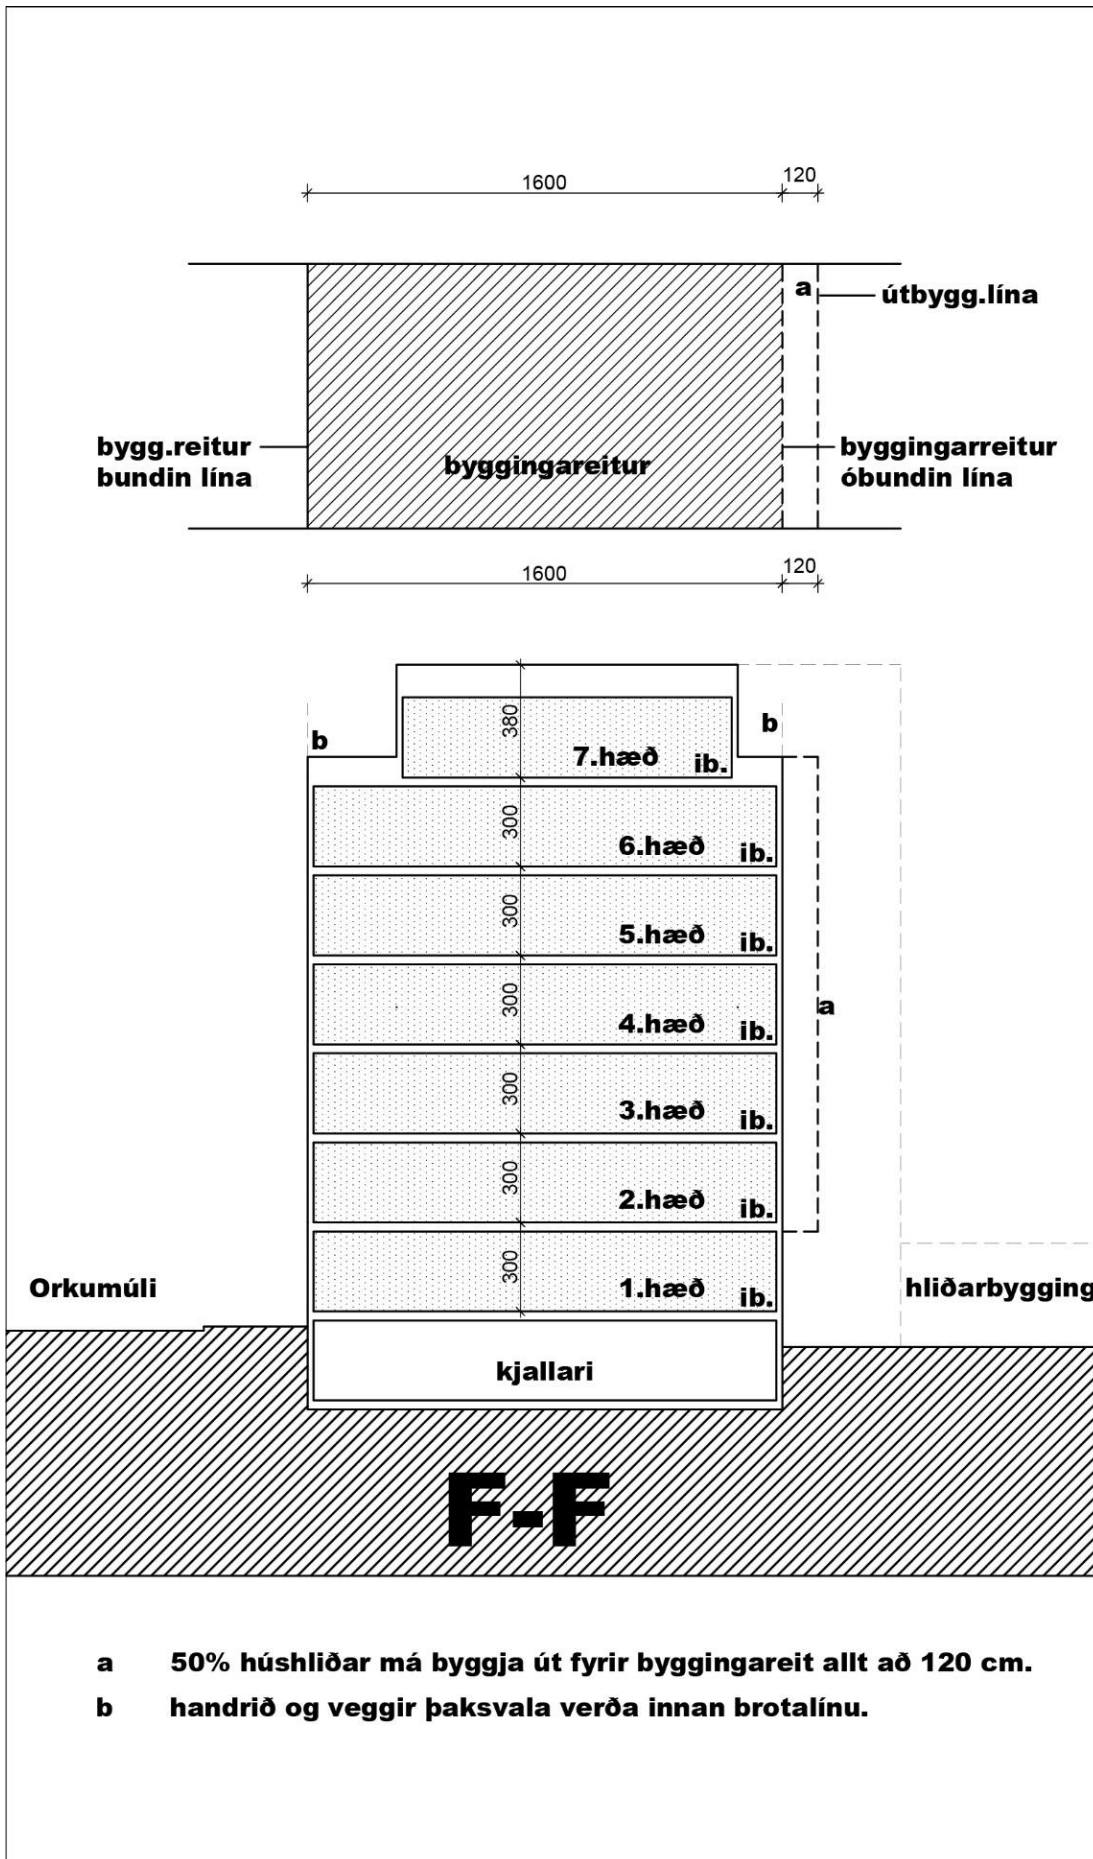 1600
120
a
útbygg.lína
bygg.reitur
bundin lína
byggingareitur
byggingarreitur
óbundin lína
1600
120
380
b
b
7.hæð
ib.
300
6.hæð
ib.
300
5.hæð
ib.
300
4.hæð
ib.
a
300
3.hæð
ib.
300
2.hæð
ib.
300
1.hæð
ib.
Orkumúli
hliðarbygging
kjallari
F-F
a 50% húshliðar má byggja út fyrir byggingareit allt að 120 cm.
b handrið og veggir þaksvala verða innan brotalínu.